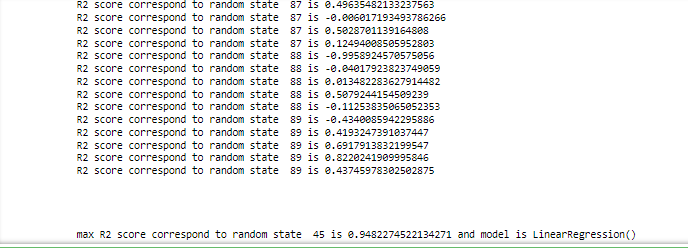 R2 score correspond to random state  87 is 0.49635482133237563
R2 score correspond to random state  87 is -0.006017193493786266
R2 score correspond to random state  87 is 0.5028701139164808
R2 score correspond to random state  87 is 0.12494008505952803
R2 score correspond to random state  88 is -0.9958924570575056
R2 score correspond to random state  88 is -0.04017923823749059
R2 score correspond to random state  88 is 0.013482283627914482
R2 score correspond to random state  88 is 0.5079244154509239
R2 score correspond to random state  88 is -0.11253835065052353
R2 score correspond to random state  89 is -0.4340085942295886
R2 score correspond to random state  89 is 0.4193247391037447
R2 score correspond to random state  89 is 0.6917913832199547
R2 score correspond to random state  89 is 0.8220241909995846
R2 score correspond to random state  89 is 0.43745978302502875
max R2 score correspond to random state  45 is 0.9482274522134271 and model is LinearRegression()